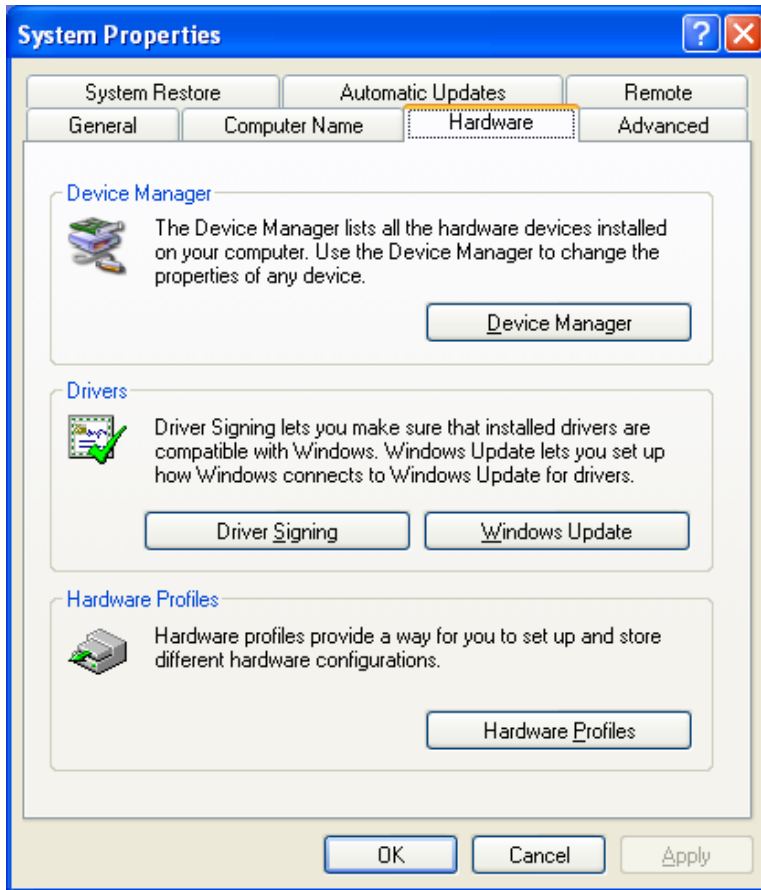 System Properties
System Restore Automatic Updates Remote
General Computer Name Hardware Advanced
Device Manager
The Device Manager lists all the hardware devices installed
on your computer. Use the Device Manager to change the
properties of any device.
Device Manager
Drivers
Driver Signing lets you make sure that installed drivers are
compatible with Windows. Windows Update lets you set up
how Windows connects to Windows Update for drivers.
Driver Signing Windows Update
Hardware Profiles
Hardware profiles provide a way for you to set up and store
different hardware configurations.
Hardware Profiles
OK Cancel Apply